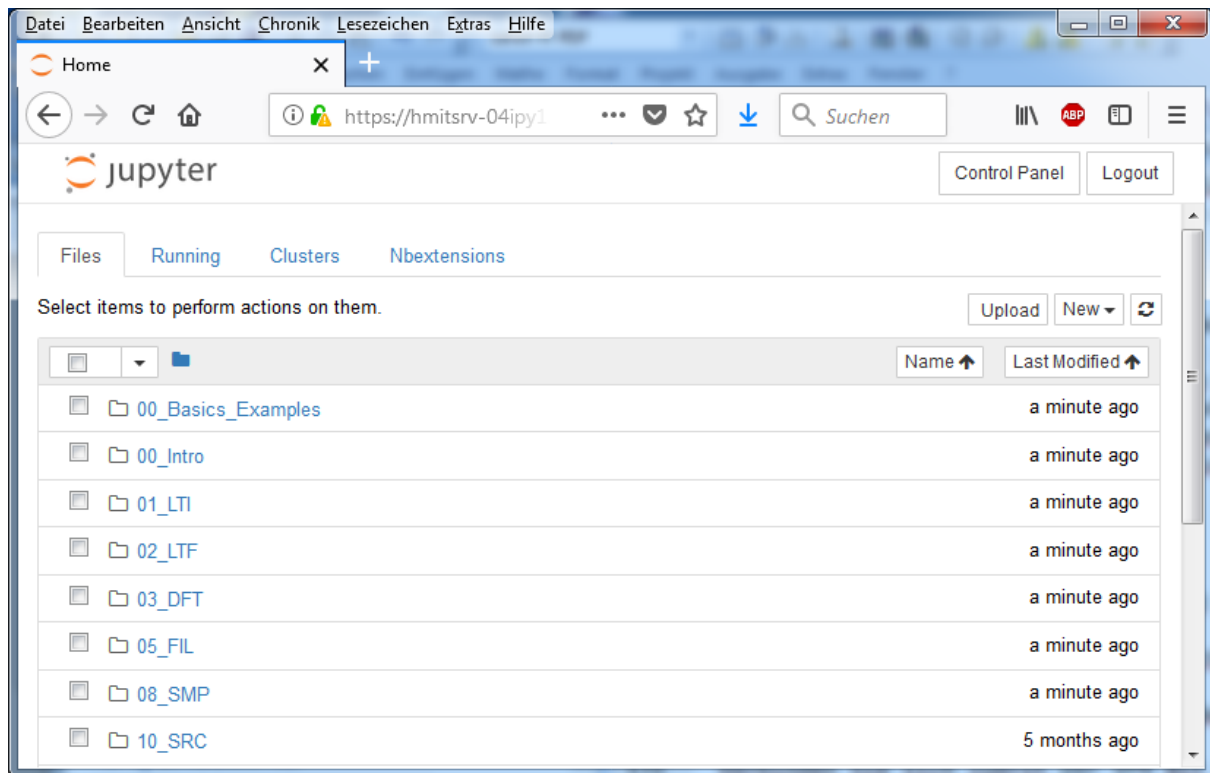 Datei Bearbeiten Ansicht Chronik Lesezeichen Extras Hilfe
Home
https://hmitsrv-04ipy1 Suchen ABP
jupyter Control Panel Logout
Files Running Clusters Nbextensions
Select items to perform actions on them. Upload New
Name Last Modified
00_Basics_Examples a minute ago
00_Intro a minute ago
01_LTI a minute ago
02_LTF a minute ago
03_DFT a minute ago
05_FIL a minute ago
08_SMP a minute ago
10_SRC 5 months ago